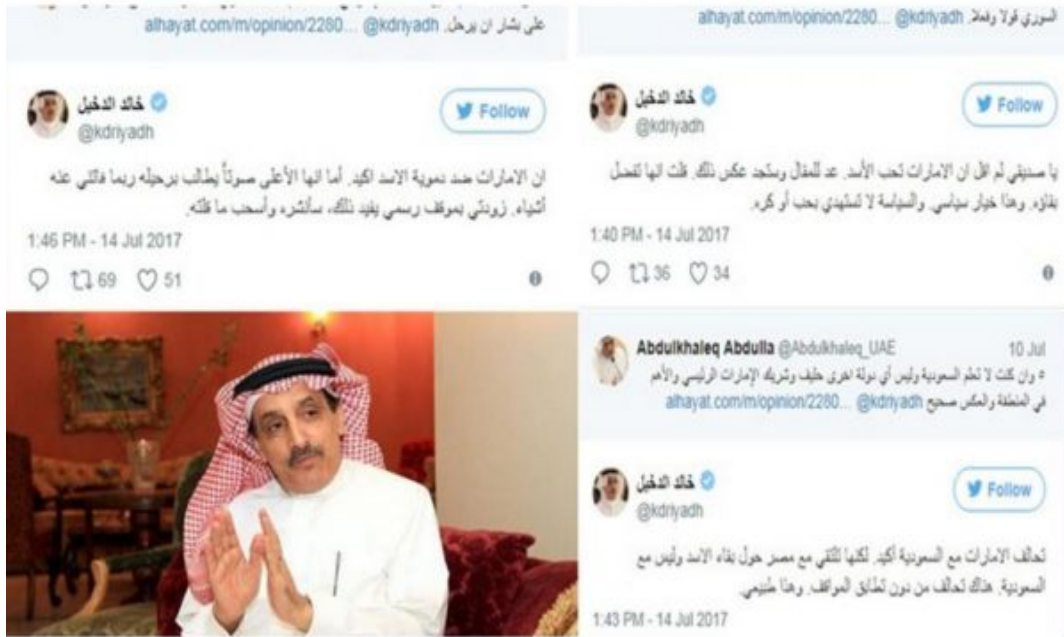 على بشار ان يرحل. @kdriyadh alhayat.com/m/opinion/2280...
خالد الدخيل
@kdriyadh
Follow
ان الامارات ضد دموية الاسد اكيد. أما انها الأعلى صوتاً يطالب برحيله ربما فاتني عنه
أشياء. زودتي بموقف رسمي يفيد ذلك، سأنشره وأسحب ما قلته.
1:46 PM - 14 Jul 2017
69 51
السوري قولا وفعلا. @kdriyadh alhayat.com/m/opinion/2280...
خالد الدخيل
@kdriyadh
Follow
يا صديقي لم اقل ان الامارات تحب الأسد. عد للمقال وستجد عكس ذلك. قلت انها تفضل
بقاؤه. وهذا خيار سياسي. والسياسة لا تستهدي بحب أو كره.
1:40 PM - 14 Jul 2017
36 34
Abdulkhaleq Abdulla @Abdulkhaleq_UAE
10 Jul
٥ وان كنت لا تعلم السعودية وليس أي دولة اخرى حليف وشريك الإمارات الرئيسي والأهم
في المنطقة والعكس صحيح @kdriyadh alhayat.com/m/opinion/2280...
خالد الدخيل
@kdriyadh
Follow
تحالف الامارات مع السعودية أكيد. لكنها تلتقي مع مصر حول بقاء الاسد وليس مع
السعودية. هناك تحالف من دون تطابق المواقف. وهذا طبيعي.
1:43 PM - 14 Jul 2017